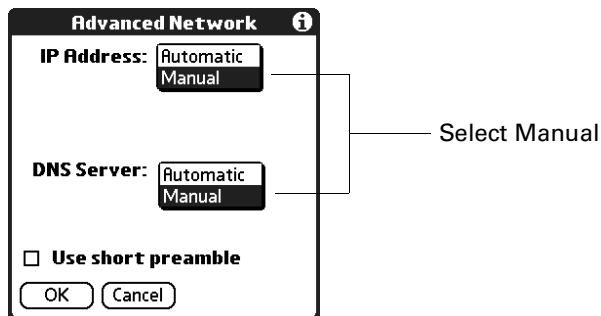 Advanced Network
IP Address: Automatic
Manual
Select Manual
DNS Server: Automatic
Manual
Use short preamble
OK Cancel